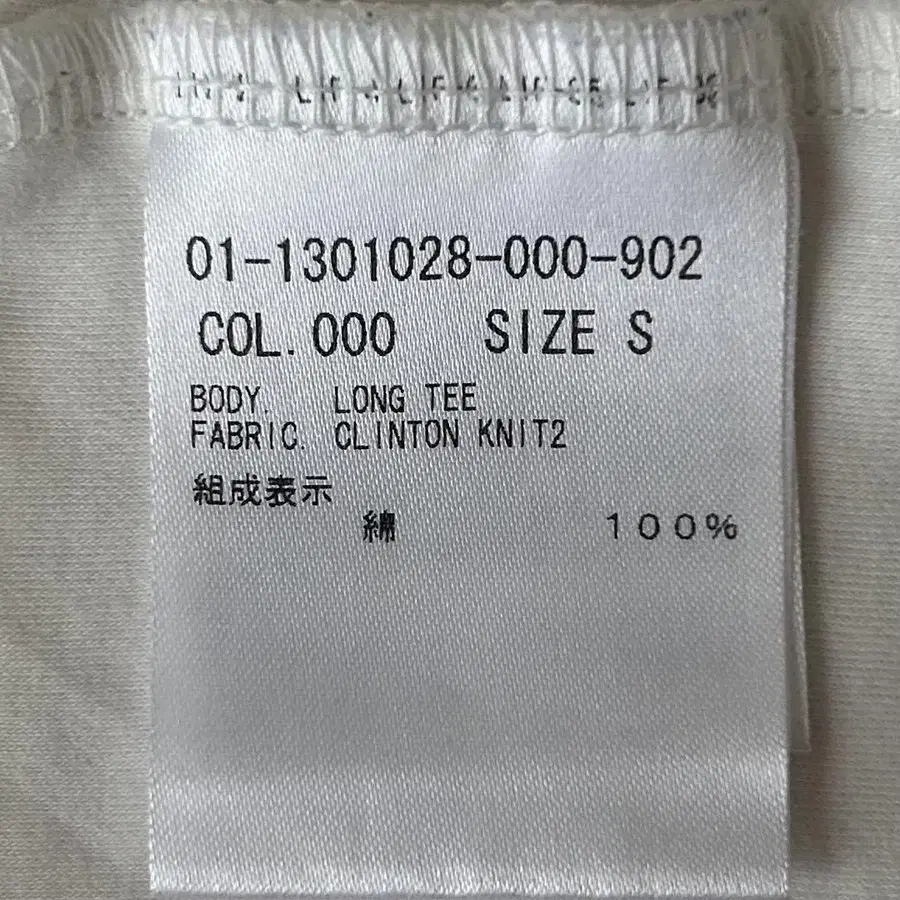 01-1301028-000-902
COL. 000 SIZE S
BODY. LONG TEE
FABRIC. CLINTON KNIT2
組成表示
綿 100%